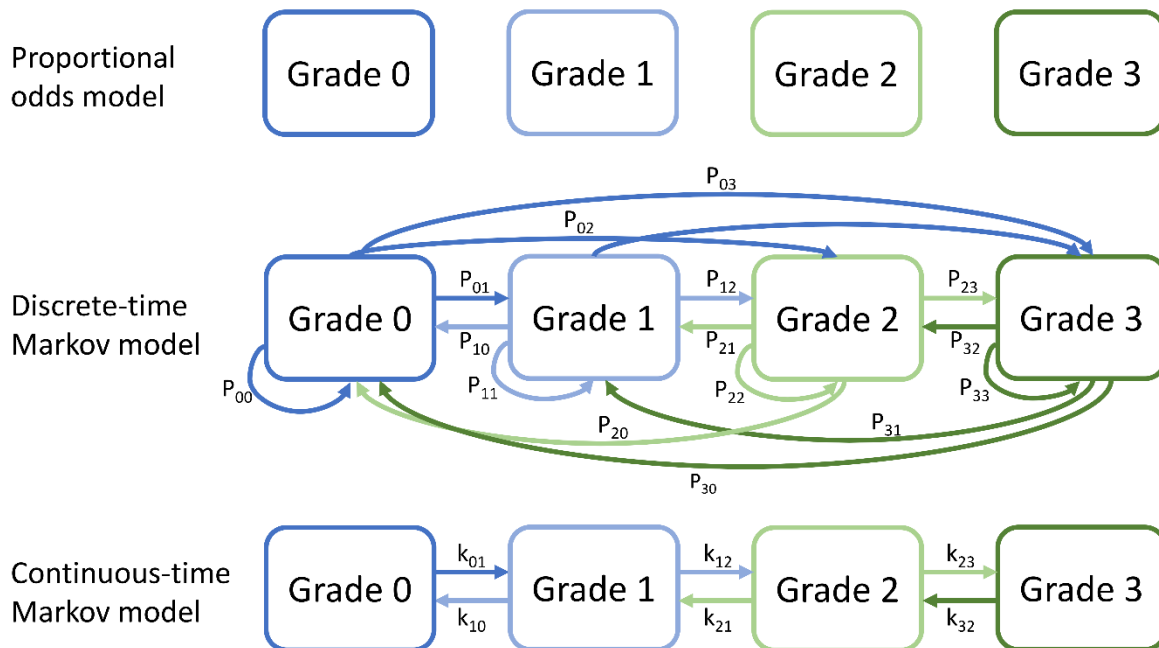 Proportional
odds model
Grade 0
Grade 1
Grade 2
Grade 3
P₀₃
P₀₂
Discrete-time
Markov model
Grade 0
Grade 1
Grade 2
Grade 3
P₀₁
P₁₂
P₂₃
P₁₀
P₂₁
P₃₂
P₀₀
P₁₁
P₂₂
P₃₃
P₂₀
P₃₁
P₃₀
Continuous-time
Markov model
Grade 0
Grade 1
Grade 2
Grade 3
k₀₁
k₁₂
k₂₃
k₁₀
k₂₁
k₃₂